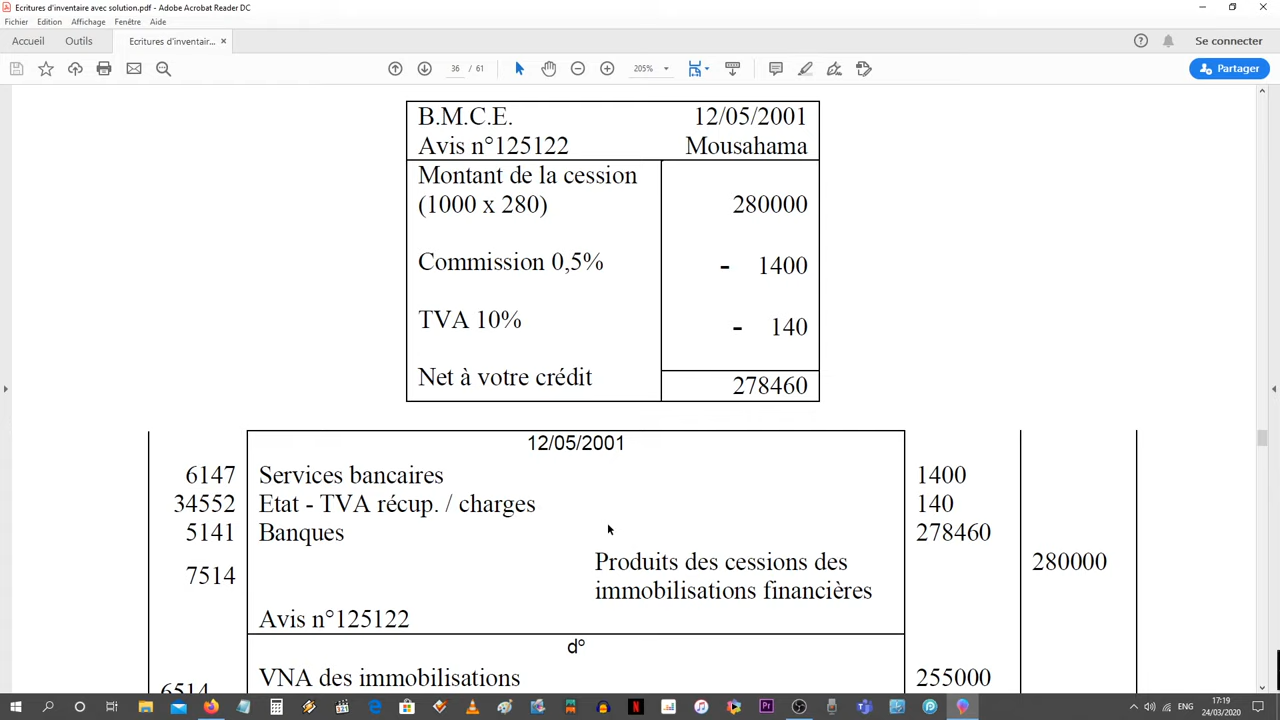 Ecritures d'inventaire avec solution.pdf - Adobe Acrobat Reader DC
Fichier Edition Affichage Fenêtre Aide
Accueil Outils Ecritures d'inventair... × Se connecter
36 / 61 205% Partager
B.M.C.E. 12/05/2001
Avis n°125122 Mousahama
Montant de la cession
(1000 x 280) 280000
Commission 0,5% - 1400
TVA 10% - 140
Net à votre crédit 278460
12/05/2001
6147 Services bancaires 1400
34552 Etat - TVA récup. / charges 140
5141 Banques 278460
7514 Produits des cessions des 280000
immobilisations financières
Avis n°125122
d°
6514 VNA des immobilisations 255000
17:19
24/03/2020